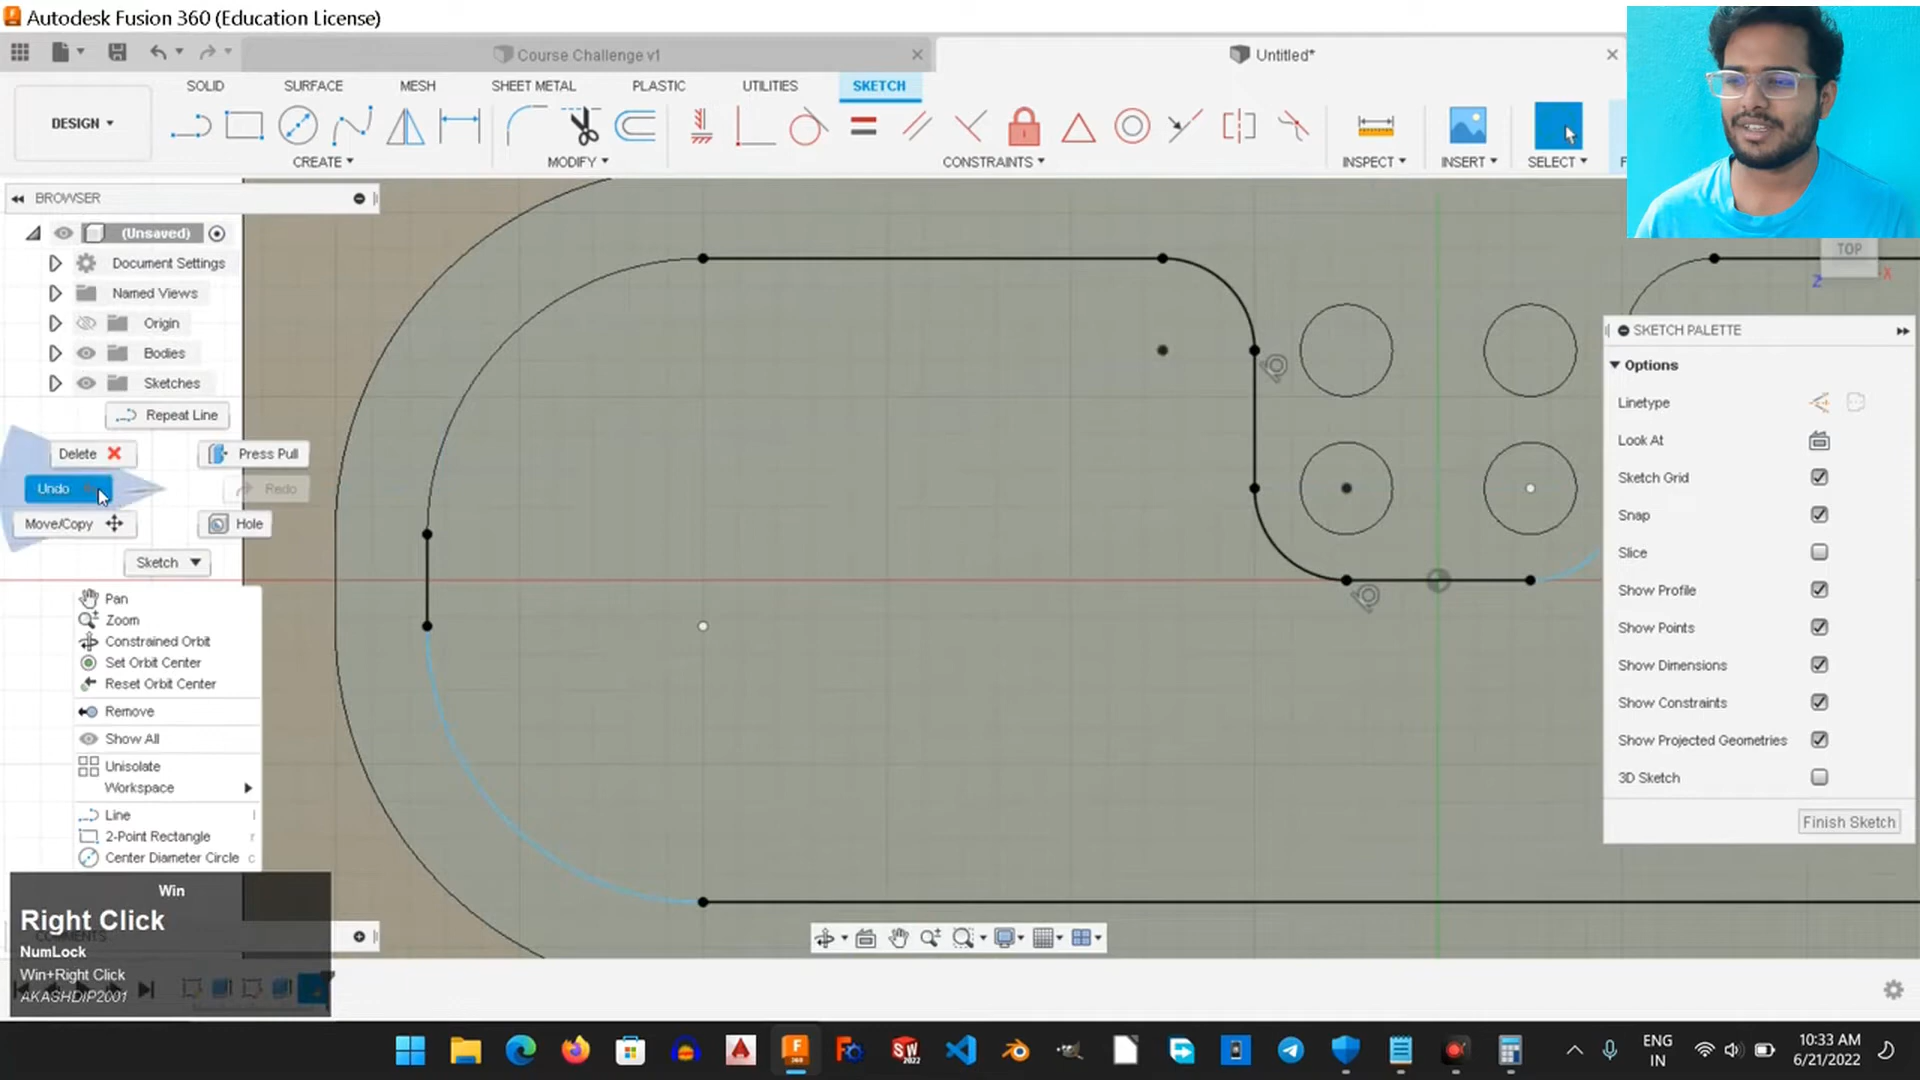 Autodesk Fusion 360 (Education License)
Course Challenge v1
Untitled*
SOLID
SURFACE
MESH
SHEET METAL
PLASTIC
UTILITIES
SKETCH
DESIGN
CREATE
MODIFY
CONSTRAINTS
INSPECT
INSERT
SELECT
BROWSER
(Unsaved)
Document Settings
Named Views
Origin
Bodies
Sketches
Repeat Line
Delete
Press Pull
Undo
Redo
Move/Copy
Hole
Sketch
Pan
Zoom
Constrained Orbit
Set Orbit Center
Reset Orbit Center
Remove
Show All
Unisolate
Workspace
Line l
2-Point Rectangle r
Center Diameter Circle c
TOP
Z
X
SKETCH PALETTE
Options
Linetype
Look At
Sketch Grid
Snap
Slice
Show Profile
Show Points
Show Dimensions
Show Constraints
Show Projected Geometries
3D Sketch
Finish Sketch
Win
Right Click
COMMENTS
NumLock
Win+Right Click
AKASHDIP2001
F
360
SW
2022
ENG
IN
10:33 AM
6/21/2022